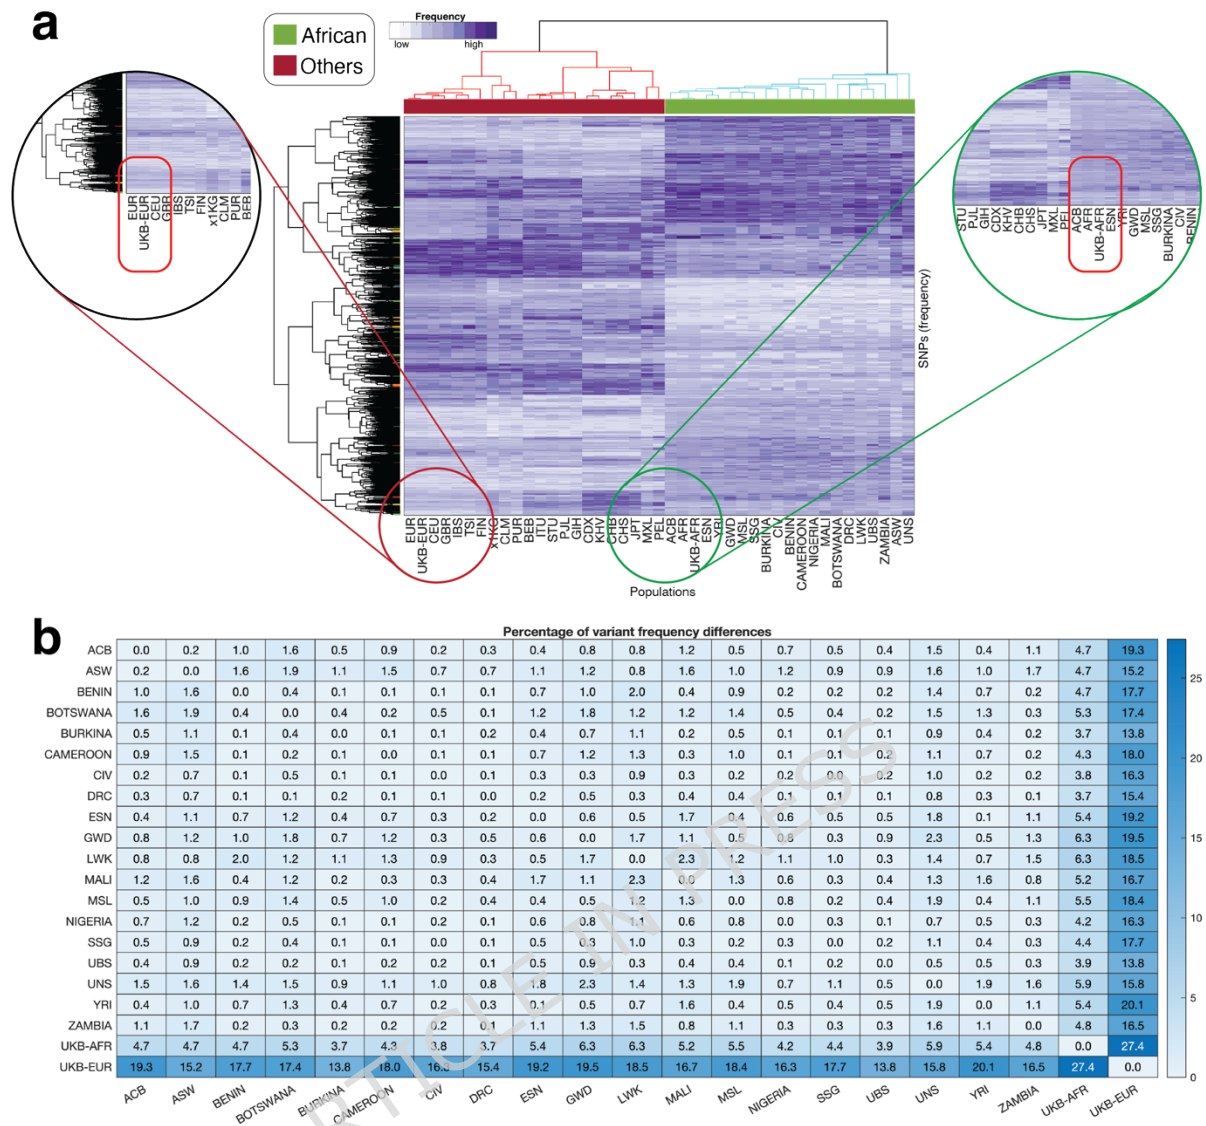 a
African
Others
Frequency
low high
EUR
UKB-EUR
CEU
GBR
IBS
TSI
FIN
x1KG
CLM
PUR
BEB
STU
PJL
GIH
CDX
KHV
CHB
CHS
JPT
MXL
PEL
ACB
AFR
UKB-AFR
ESN
YRI
GWD
MSL
SSG
BURKINA
CIV
BENIN
SNPs (frequency)
EUR
UKB-EUR
CEU
GBR
IBS
TSI
FIN
x1KG
CLM
PUR
BEB
ITU
STU
PJL
GIH
CDX
KHV
CHB
CHS
JPT
MXL
PEL
ACB
AFR
UKB-AFR
ESN
YRI
GWD
MSL
SSG
BURKINA
CIV
BENIN
CAMEROON
NIGERIA
MALI
BOTSWANA
DRC
LWK
UBS
ZAMBIA
ASW
UNS
Populations
b
Percentage of variant frequency differences
ACB 0.0 0.2 1.0 1.6 0.5 0.9 0.2 0.3 0.4 0.8 0.8 1.2 0.5 0.7 0.5 0.4 1.5 0.4 1.1 4.7 19.3
ASW 0.2 0.0 1.6 1.9 1.1 1.5 0.7 0.7 1.1 1.2 0.8 1.6 1.0 1.2 0.9 0.9 1.6 1.0 1.7 4.7 15.2
BENIN 1.0 1.6 0.0 0.4 0.1 0.1 0.1 0.1 0.7 1.0 2.0 0.4 0.9 0.2 0.2 0.2 1.4 0.7 0.2 4.7 17.7
BOTSWANA 1.6 1.9 0.4 0.0 0.4 0.2 0.5 0.1 1.2 1.8 1.2 1.2 1.4 0.5 0.4 0.2 1.5 1.3 0.3 5.3 17.4
BURKINA 0.5 1.1 0.1 0.4 0.0 0.1 0.1 0.2 0.4 0.7 1.1 0.2 0.5 0.1 0.1 0.1 0.9 0.4 0.2 3.7 13.8
CAMEROON 0.9 1.5 0.1 0.2 0.1 0.0 0.1 0.1 0.7 1.2 1.3 0.3 1.0 0.1 0.1 0.2 1.1 0.7 0.2 4.3 18.0
CIV 0.2 0.7 0.1 0.5 0.1 0.1 0.0 0.1 0.3 0.3 0.9 0.3 0.2 0.2 0.0 0.2 1.0 0.2 0.2 3.8 16.3
DRC 0.3 0.7 0.1 0.1 0.2 0.1 0.1 0.0 0.2 0.5 0.3 0.4 0.4 0.1 0.1 0.1 0.8 0.3 0.1 3.7 15.4
ESN 0.4 1.1 0.7 1.2 0.4 0.7 0.3 0.2 0.0 0.6 0.5 1.7 0.4 0.6 0.5 0.5 1.8 0.1 1.1 5.4 19.2
GWD 0.8 1.2 1.0 1.8 0.7 1.2 0.3 0.5 0.6 0.0 1.7 1.1 0.5 0.8 0.3 0.9 2.3 0.5 1.3 6.3 19.5
LWK 0.8 0.8 2.0 1.2 1.1 1.3 0.9 0.3 0.5 1.7 0.0 2.3 1.2 1.1 1.0 0.3 1.4 0.7 1.5 6.3 18.5
MALI 1.2 1.6 0.4 1.2 0.2 0.3 0.3 0.4 1.7 1.1 2.3 0.0 1.3 0.6 0.3 0.4 1.3 1.6 0.8 5.2 16.7
MSL 0.5 1.0 0.9 1.4 0.5 1.0 0.2 0.4 0.4 0.5 1.2 1.3 0.0 0.8 0.2 0.4 1.9 0.4 1.1 5.5 18.4
NIGERIA 0.7 1.2 0.2 0.5 0.1 0.1 0.2 0.1 0.6 0.8 1.1 0.6 0.8 0.0 0.3 0.1 0.7 0.5 0.3 4.2 16.3
SSG 0.5 0.9 0.2 0.4 0.1 0.1 0.0 0.1 0.5 0.3 1.0 0.3 0.2 0.3 0.0 0.2 1.1 0.4 0.3 4.4 17.7
UBS 0.4 0.9 0.2 0.2 0.1 0.2 0.2 0.1 0.5 0.9 0.3 0.4 0.4 0.1 0.2 0.0 0.5 0.5 0.3 3.9 13.8
UNS 1.5 1.6 1.4 1.5 0.9 1.1 1.0 0.8 1.8 2.3 1.4 1.3 1.9 0.7 1.1 0.5 0.0 1.9 1.6 5.9 15.8
YRI 0.4 1.0 0.7 1.3 0.4 0.7 0.2 0.3 0.1 0.5 0.7 1.6 0.4 0.5 0.4 0.5 1.9 0.0 1.1 5.4 20.1
ZAMBIA 1.1 1.7 0.2 0.3 0.2 0.2 0.2 0.1 1.1 1.3 1.5 0.8 1.1 0.3 0.3 0.3 1.6 1.1 0.0 4.8 16.5
UKB-AFR 4.7 4.7 4.7 5.3 3.7 4.3 3.8 3.7 5.4 6.3 6.3 5.2 5.5 4.2 4.4 3.9 5.9 5.4 4.8 0.0 27.4
UKB-EUR 19.3 15.2 17.7 17.4 13.8 18.0 16.3 15.4 19.2 19.5 18.5 16.7 18.4 16.3 17.7 13.8 15.8 20.1 16.5 27.4 0.0
ACB ASW BENIN BOTSWANA BURKINA CAMEROON CIV DRC ESN GWD LWK MALI MSL NIGERIA SSG UBS UNS YRI ZAMBIA UKB-AFR UKB-EUR
25
20
15
10
5
0
RTICLE IN PRESS